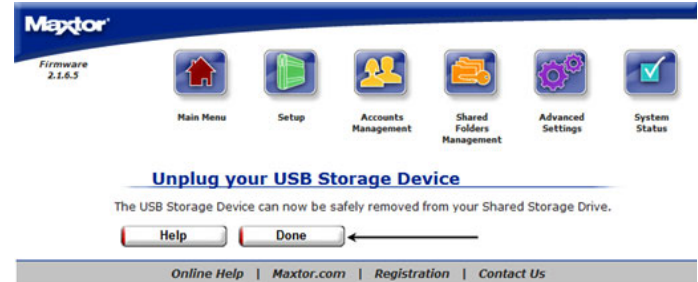 Maxtor
Firmware
2.1.6.5
Main Menu
Setup
Accounts
Management
Shared
Folders
Management
Advanced
Settings
System
Status
Unplug your USB Storage Device
The USB Storage Device can now be safely removed from your Shared Storage Drive.
Help
Done
Online Help | Maxtor.com | Registration | Contact Us